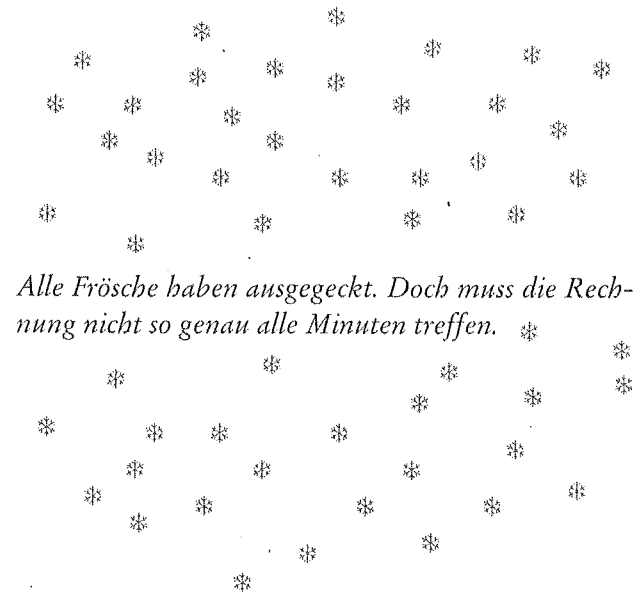 Alle Frösche haben ausgegeckt. Doch muss die Rech-
nung nicht so genau alle Minuten treffen.